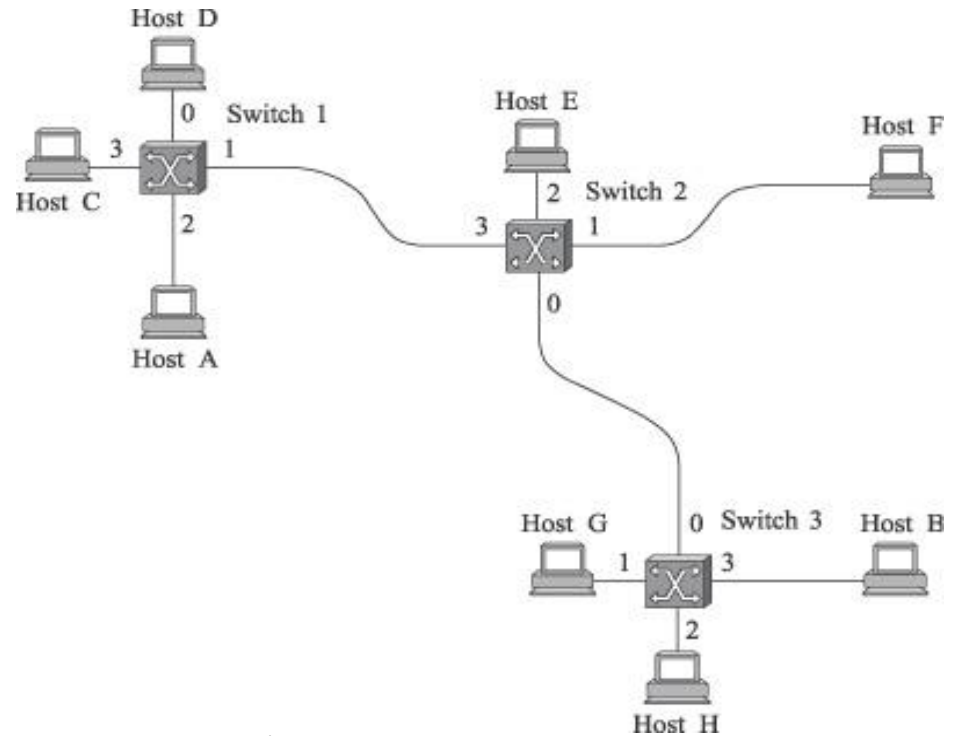 Host D
0 Switch 1
3
1
Host C
2
Host A
Host E
2 Switch 2
3
1
0
Host F
0 Switch 3
Host G
Host B
1
3
2
Host H